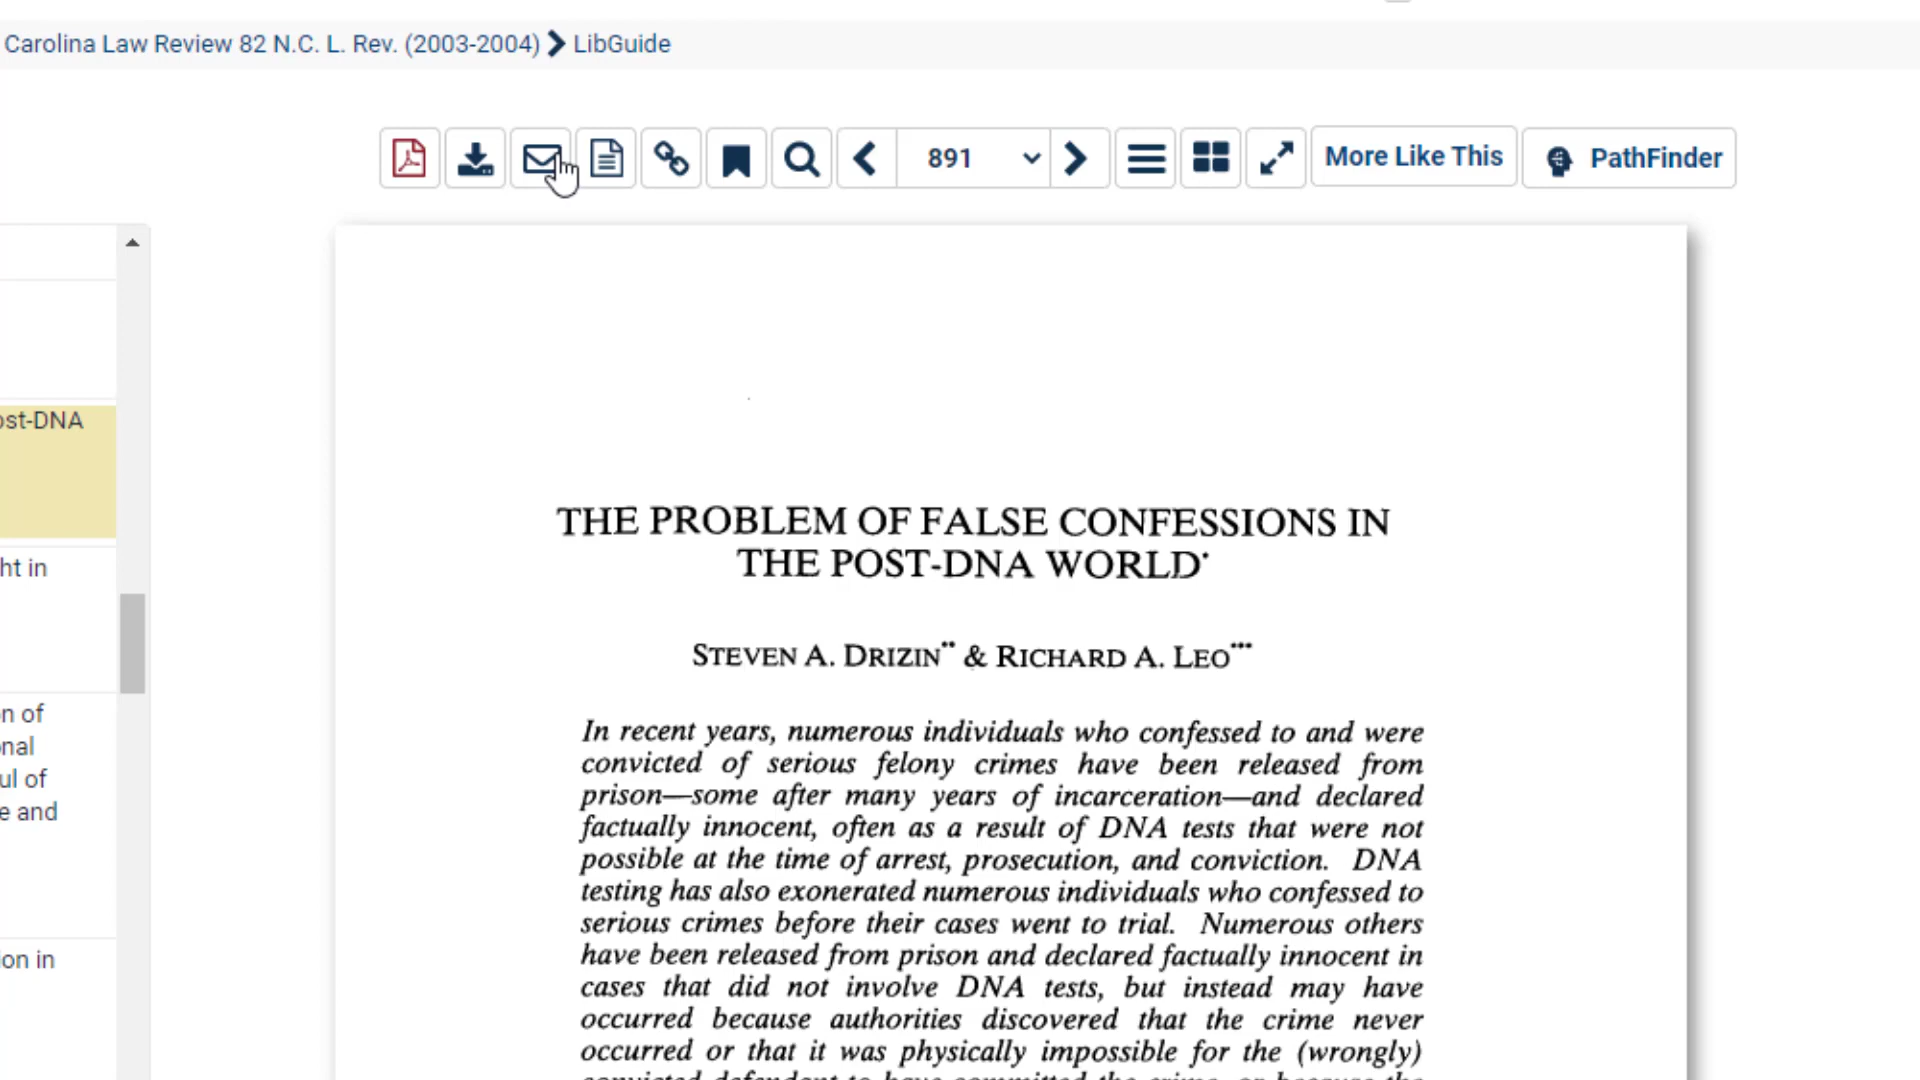 Carolina Law Review 82 N.C. L. Rev. (2003-2004) LibGuide
891
More Like This
PathFinder
ost-DNA
ht in
n of
onal
ul of
e and
ion in
THE PROBLEM OF FALSE CONFESSIONS IN
THE POST-DNA WORLD*
STEVEN A. DRIZIN** & RICHARD A. LEO***
In recent years, numerous individuals who confessed to and were
convicted of serious felony crimes have been released from
prison—some after many years of incarceration—and declared
factually innocent, often as a result of DNA tests that were not
possible at the time of arrest, prosecution, and conviction. DNA
testing has also exonerated numerous individuals who confessed to
serious crimes before their cases went to trial. Numerous others
have been released from prison and declared factually innocent in
cases that did not involve DNA tests, but instead may have
occurred because authorities discovered that the crime never
occurred or that it was physically impossible for the (wrongly)